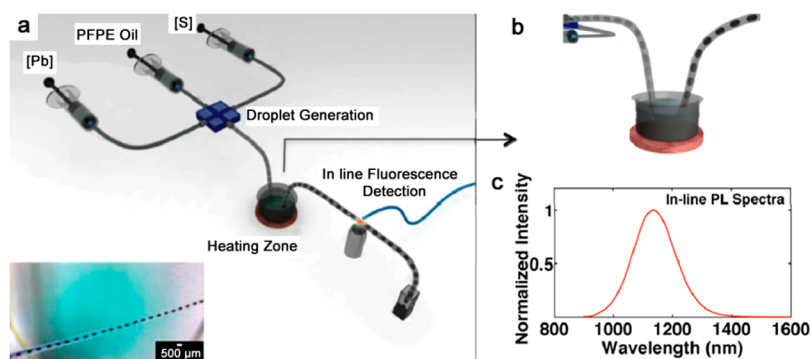 a
[Pb]
PFPE Oil
[S]
Droplet Generation
In line Fluorescence
Detection
Heating Zone
500 µm
b
c
In-line PL Spectra
Normalized Intensity
1
0.5
800 1000 1200 1400 1600
Wavelength (nm)